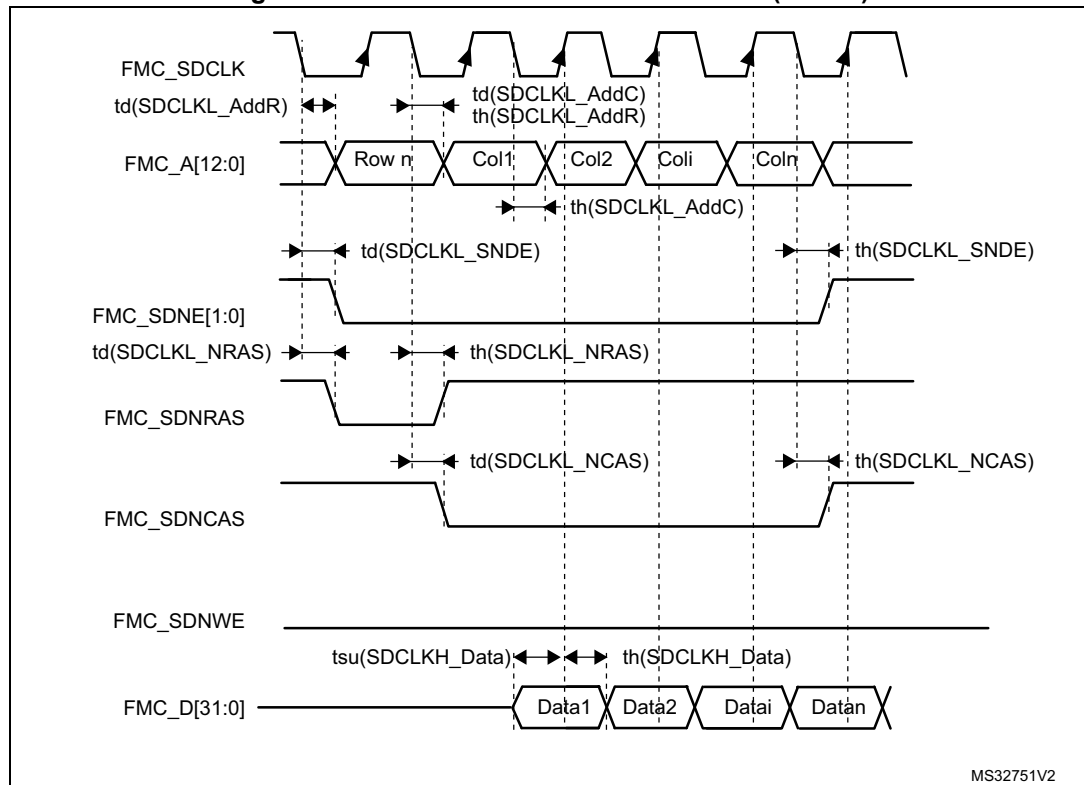 FMC_SDCLK
td(SDCLKL_AddR)
td(SDCLKL_AddC)
th(SDCLKL_AddR)
FMC_A[12:0]
Row n
Col1
Col2
Coli
Coln
th(SDCLKL_AddC)
td(SDCLKL_SNDE)
th(SDCLKL_SNDE)
FMC_SDNE[1:0]
td(SDCLKL_NRAS)
th(SDCLKL_NRAS)
FMC_SDNRAS
td(SDCLKL_NCAS)
th(SDCLKL_NCAS)
FMC_SDNCAS
FMC_SDNWE
tsu(SDCLKH_Data)
th(SDCLKH_Data)
FMC_D[31:0]
Data1
Data2
Datai
Datan
MS32751V2